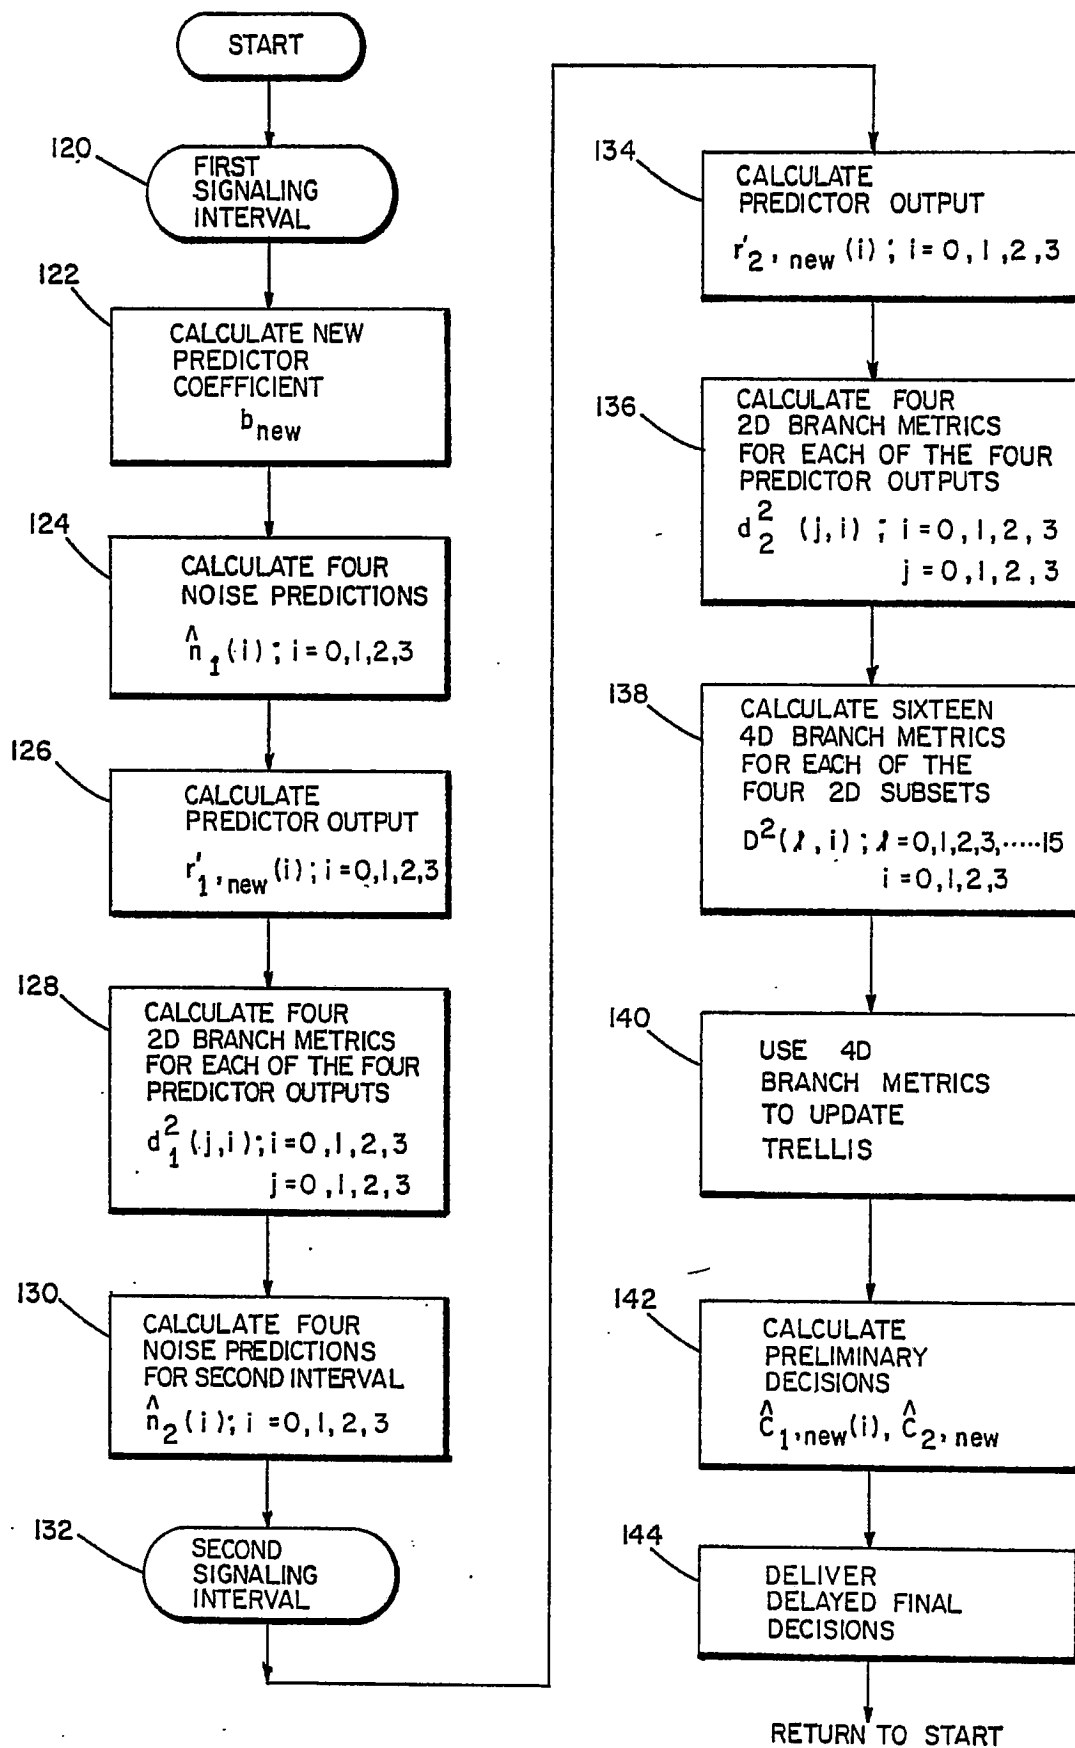 START
120
FIRST
SIGNALING
INTERVAL
122
CALCULATE NEW
PREDICTOR
COEFFICIENT
b_new
124
CALCULATE FOUR
NOISE PREDICTIONS
n̂_1(i); i=0,1,2,3
126
CALCULATE
PREDICTOR OUTPUT
r'_1,new(i); i=0,1,2,3
128
CALCULATE FOUR
2D BRANCH METRICS
FOR EACH OF THE FOUR
PREDICTOR OUTPUTS
d_1^2(j,i); i=0,1,2,3
j=0,1,2,3
130
CALCULATE FOUR
NOISE PREDICTIONS
FOR SECOND INTERVAL
n̂_2(i); i=0,1,2,3
132
SECOND
SIGNALING
INTERVAL
134
CALCULATE
PREDICTOR OUTPUT
r'_2,new(i); i=0,1,2,3
136
CALCULATE FOUR
2D BRANCH METRICS
FOR EACH OF THE FOUR
PREDICTOR OUTPUTS
d_2^2(j,i); i=0,1,2,3
j=0,1,2,3
138
CALCULATE SIXTEEN
4D BRANCH METRICS
FOR EACH OF THE
FOUR 2D SUBSETS
D^2(ℓ,i); ℓ=0,1,2,3,.....15
i=0,1,2,3
140
USE 4D
BRANCH METRICS
TO UPDATE
TRELLIS
142
CALCULATE
PRELIMINARY
DECISIONS
Ĉ_1,new(i), Ĉ_2,new
144
DELIVER
DELAYED FINAL
DECISIONS
RETURN TO START